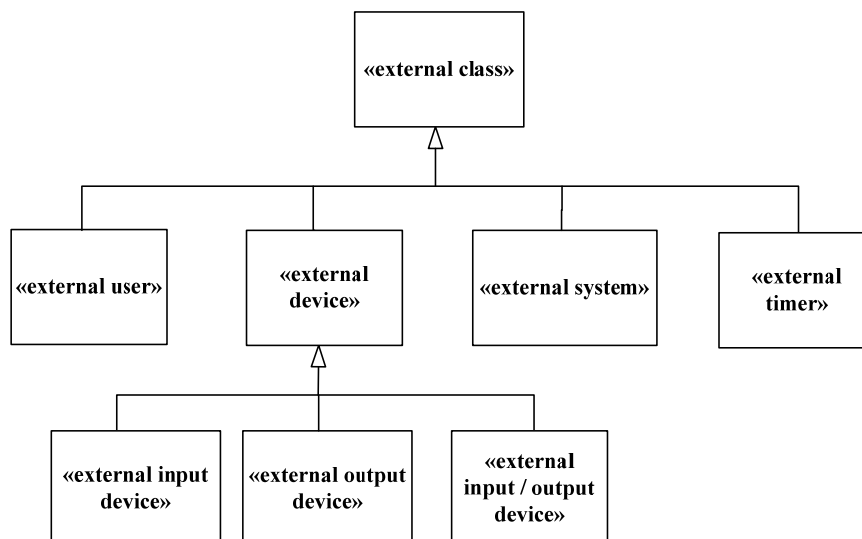 «external class»
«external user»
«external
device»
«external system»
«external
timer»
«external input
device»
«external output
device»
«external
input / output
device»